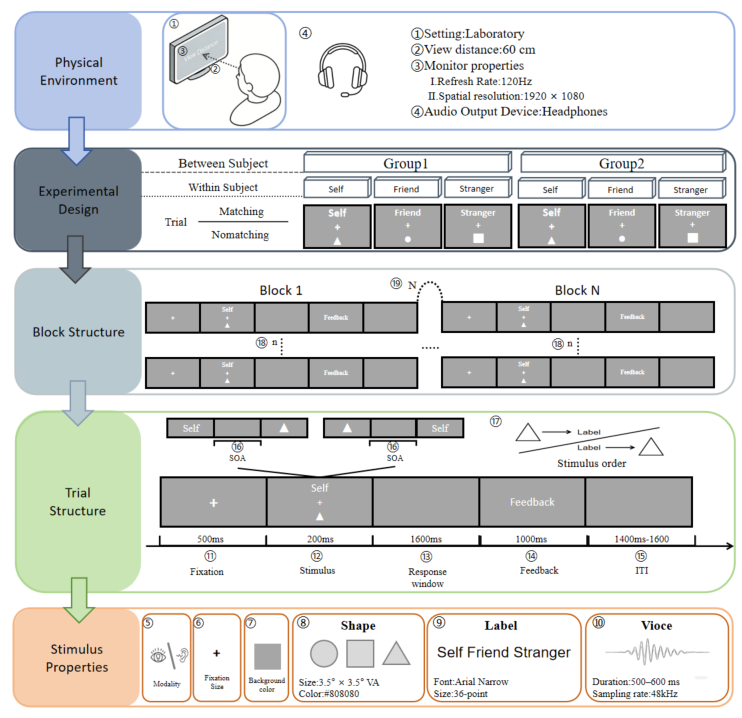 Physical
Environment
①
③ View Distance
②
④
①Setting:Laboratory
②View distance:60 cm
③Monitor properties
I.Refresh Rate:120Hz
II.Spatial resolution:1920 × 1080
④Audio Output Device:Headphones
Experimental
Design
Between Subject
Group1
Group2
Within Subject
Self
Friend
Stranger
Self
Friend
Stranger
Trial
Matching
Nomatching
Self
+
Friend
+
Stranger
+
Self
+
Friend
+
Stranger
+
Block Structure
Block 1
⑲ N
Block N
+
Self
+
Feedback
+
Self
+
Feedback
⑱ n
......
⑱ n
+
Self
+
Feedback
+
Self
+
Feedback
Trial
Structure
Self
Self
⑯
SOA
⑯
SOA
⑰
Label
Label
Stimulus order
+
Self
+
Feedback
500ms
200ms
1600ms
1000ms
1400ms-1600
⑪
⑫
⑬
⑭
⑮
Fixation
Stimulus
Response
window
Feedback
ITI
Stimulus
Properties
⑤
Modality
⑥
+
Fixation
Size
⑦
Background
color
⑧ Shape
Size:3.5° × 3.5° VA
Color:#808080
⑨ Label
Self Friend Stranger
Font:Arial Narrow
Size:36-point
⑩ Vioce
Duration:500–600 ms
Sampling rate:48kHz